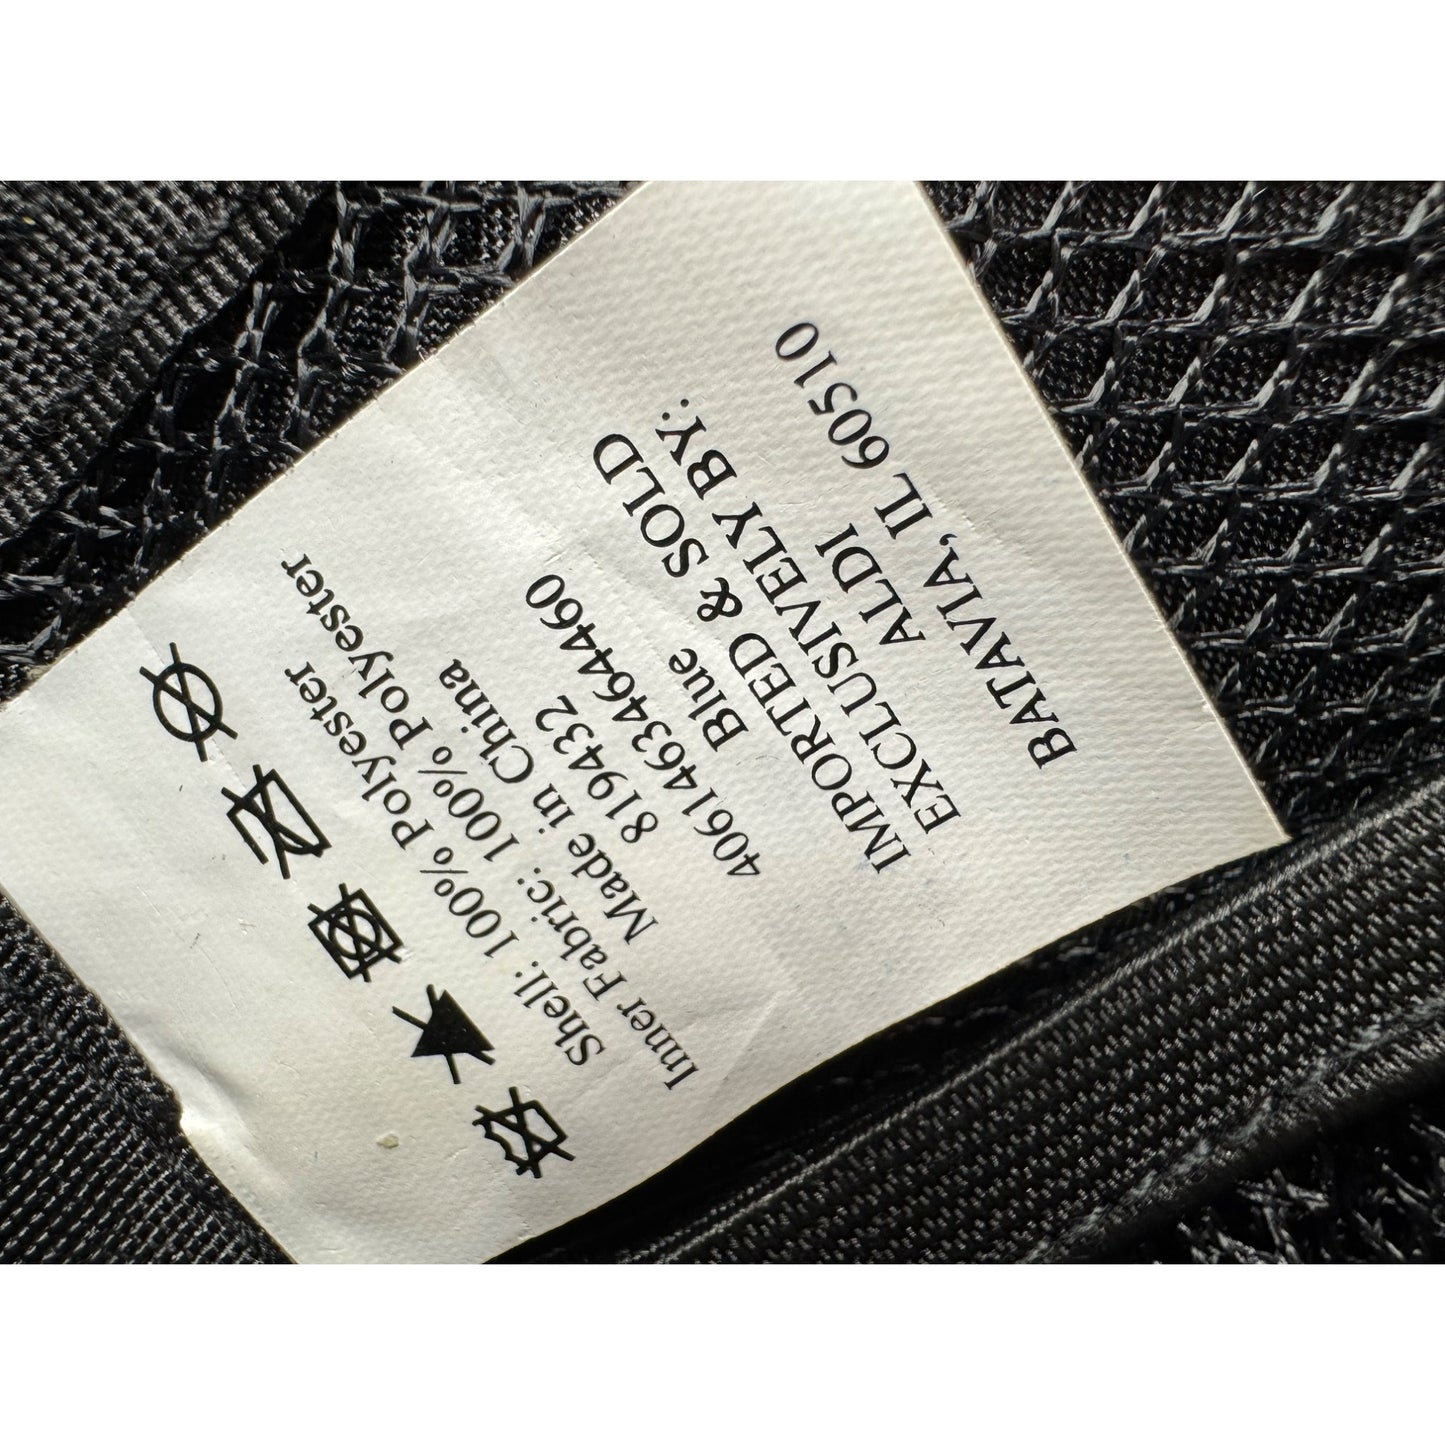 Shell: 100% Polyester
Inner Fabric: 100% Polyester
Made in China
819432
4061463464460
Blue
IMPORTED & SOLD
EXCLUSIVELY BY:
ALDI
BATAVIA, IL 60510